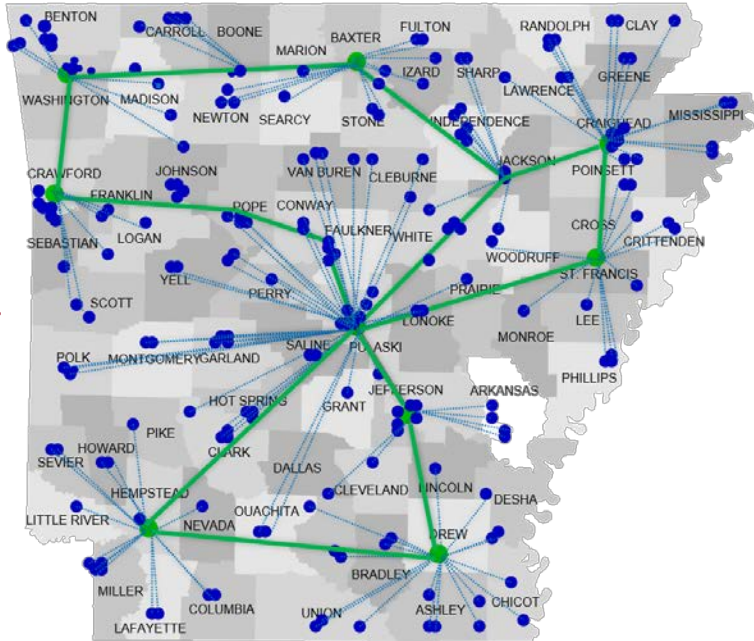 BENTON
CARROLL
BOONE
MARION
BAXTER
FULTON
RANDOLPH
CLAY
IZARD
SHARP
GREENE
LAWRENCE
WASHINGTON
MADISON
NEWTON
SEARCY
STONE
INDEPENDENCE
CRAIGHEAD
MISSISSIPPI
CRAWFORD
FRANKLIN
JOHNSON
VAN BUREN
CLEBURNE
JACKSON
POINSETT
POPE
CONWAY
FAULKNER
WHITE
CROSS
CRITTENDEN
SEBASTIAN
LOGAN
WOODRUFF
ST. FRANCIS
YELL
PERRY
PRAIRIE
SCOTT
LONOKE
MONROE
LEE
POLK
MONTGOMERY
GARLAND
SALINE
PULASKI
PHILLIPS
HOT SPRING
GRANT
JEFFERSON
ARKANSAS
PIKE
HOWARD
SEVIER
CLARK
DALLAS
CLEVELAND
LINCOLN
DESHA
HEMPSTEAD
LITTLE RIVER
NEVADA
OUACHITA
DREW
BRADLEY
MILLER
COLUMBIA
LAFAYETTE
UNION
ASHLEY
CHICOT